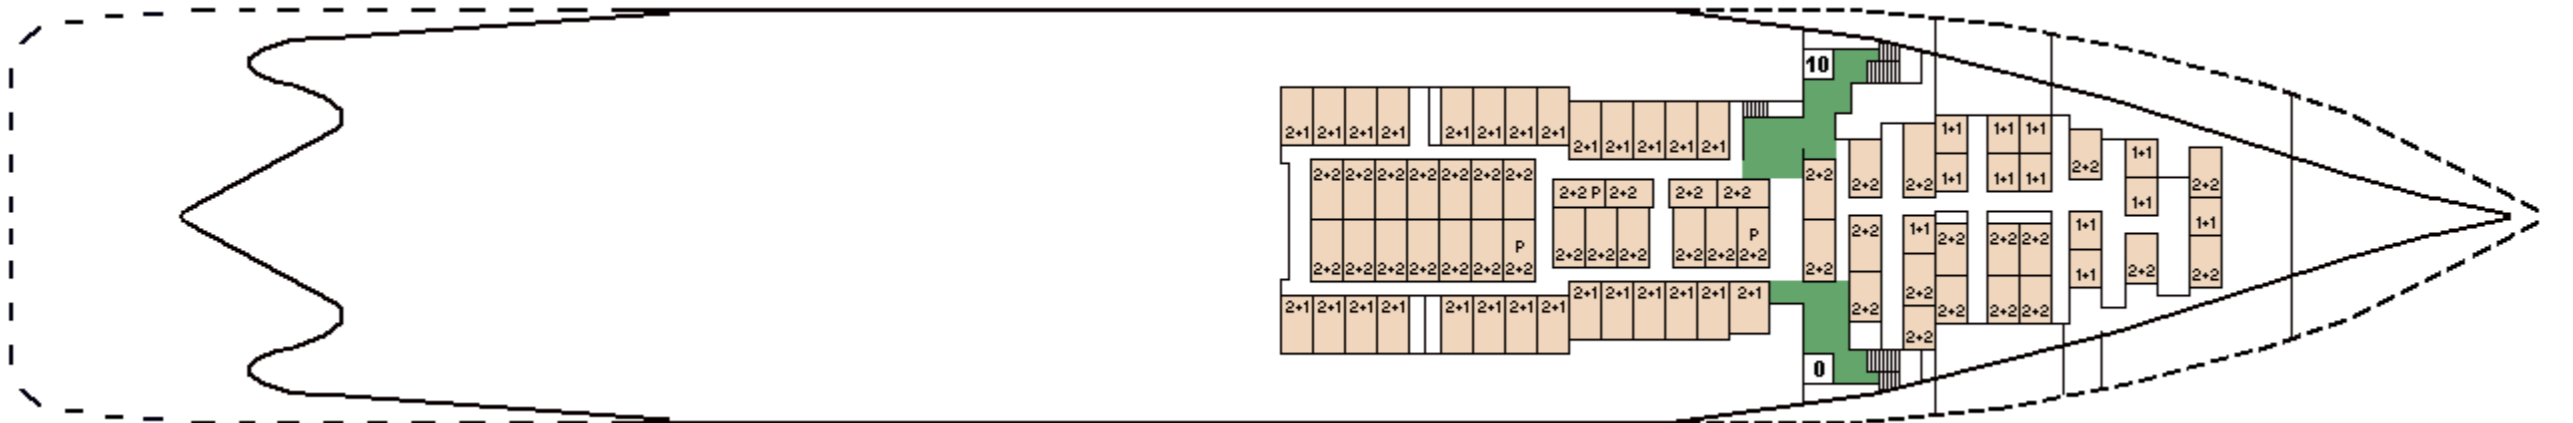 10
2+1 2+1 2+1 2+1 2+1 2+1 2+1 2+1
2+1 2+1 2+1 2+1 2+1
1+1 1+1 1+1
1+1
2+2
2+2 2+2 2+2 2+2 2+2 2+2 2+2
2+2
2+2 2+2 1+1 1+1 1+1
2+2
2+2 P 2+2 2+2 2+2
1+1
1+1 1+1
1+1
2+2 2+2 2+2 2+2
P P
2+2 2+2 2+2 2+2 2+2 2+2 2+2
2+2 2+2 2+2 2+2 2+2 2+2
2+2
1+1 2+2 2+2
2+2
2+1 2+1 2+1 2+1 2+1 2+1
2+1 2+1 2+1 2+1 2+1 2+1 2+1 2+1
2+2 2+2 2+2 2+2
2+2
0